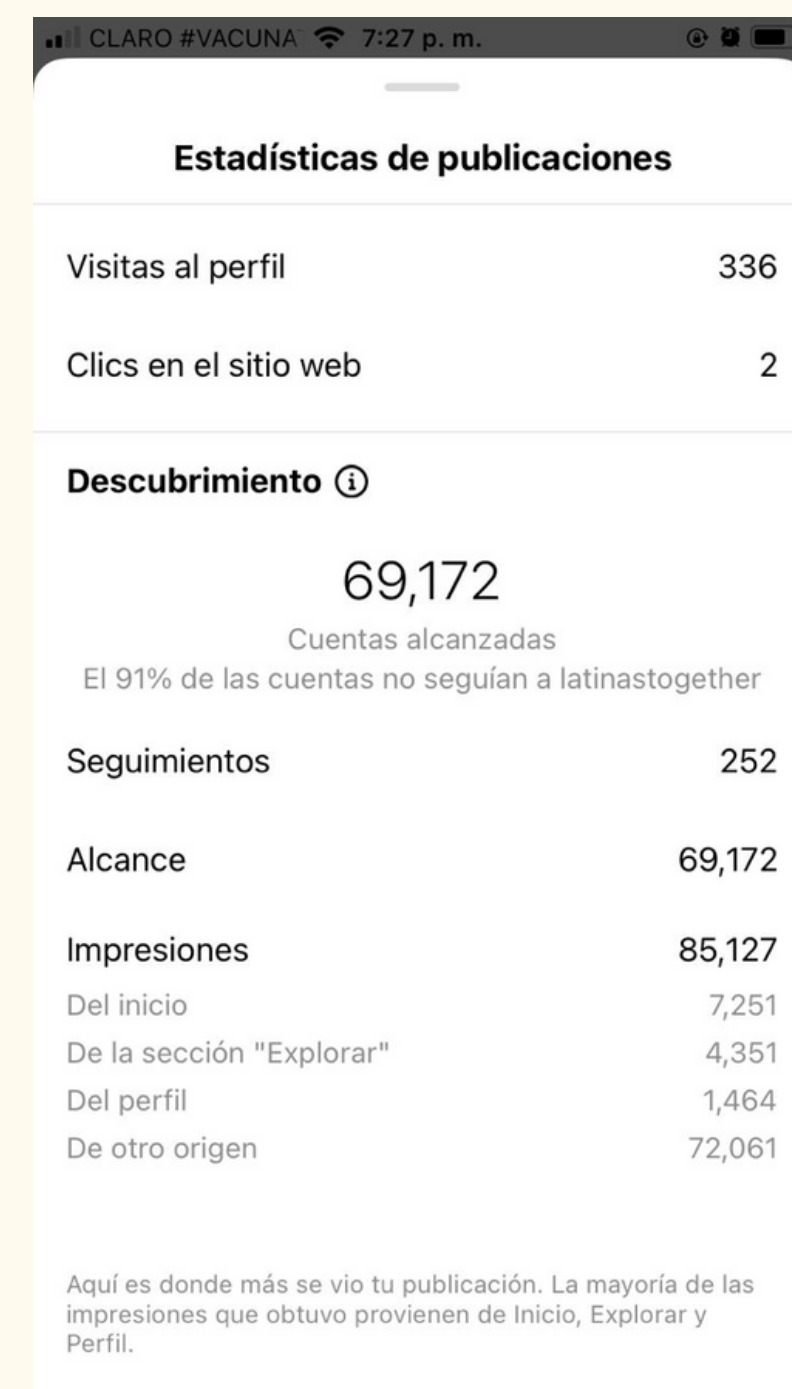 CLARO #VACUNA 7:27 p. m.
Estadísticas de publicaciones
Visitas al perfil 336
Clics en el sitio web 2
Descubrimiento
69,172
Cuentas alcanzadas
El 91% de las cuentas no seguían a latinastogether
Seguimientos 252
Alcance 69,172
Impresiones 85,127
Del inicio 7,251
De la sección "Explorar" 4,351
Del perfil 1,464
De otro origen 72,061
Aquí es donde más se vio tu publicación. La mayoría de las
impresiones que obtuvo provienen de Inicio, Explorar y
Perfil.